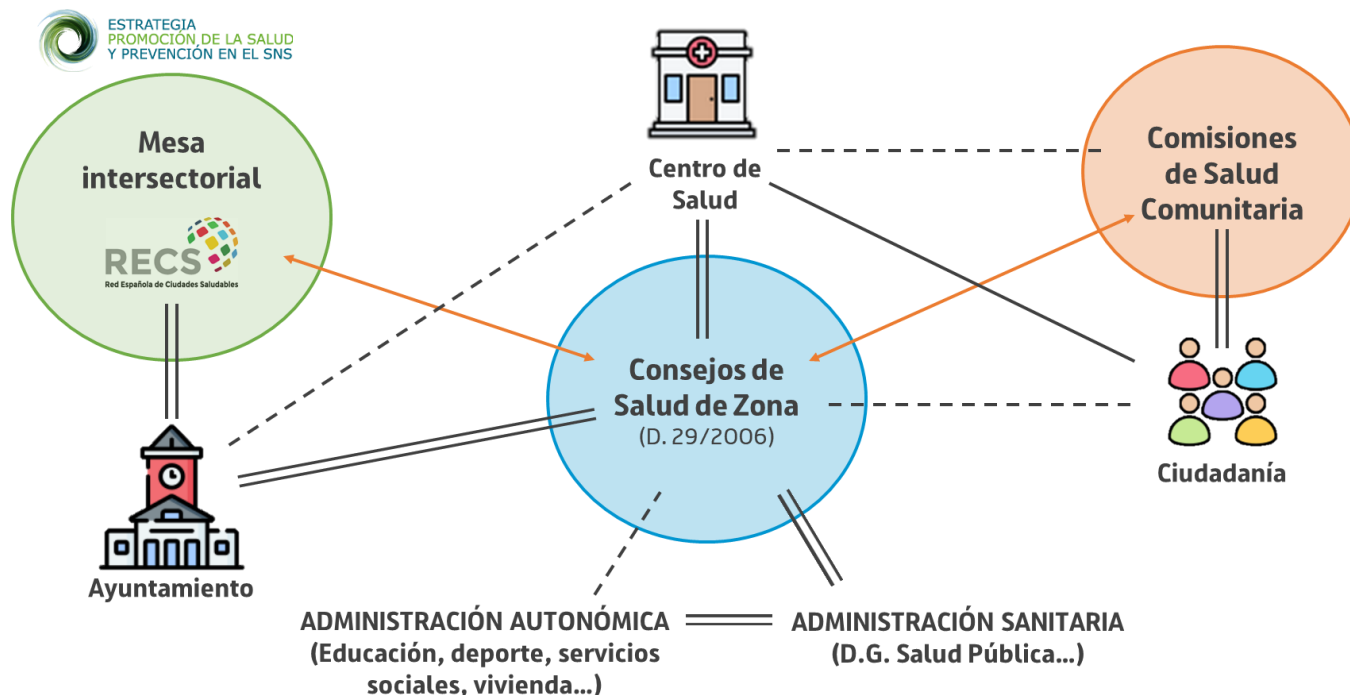 ESTRATEGIA
PROMOCIÓN DE LA SALUD
Y PREVENCIÓN EN EL SNS
Mesa
intersectorial
RECS
Red Española de Ciudades Saludables
Centro de
Salud
Comisiones
de Salud
Comunitaria
Consejos de
Salud de Zona
(D. 29/2006)
Ciudadanía
Ayuntamiento
ADMINISTRACIÓN AUTONÓMICA
(Educación, deporte, servicios
sociales, vivienda...)
ADMINISTRACIÓN SANITARIA
(D.G. Salud Pública...)